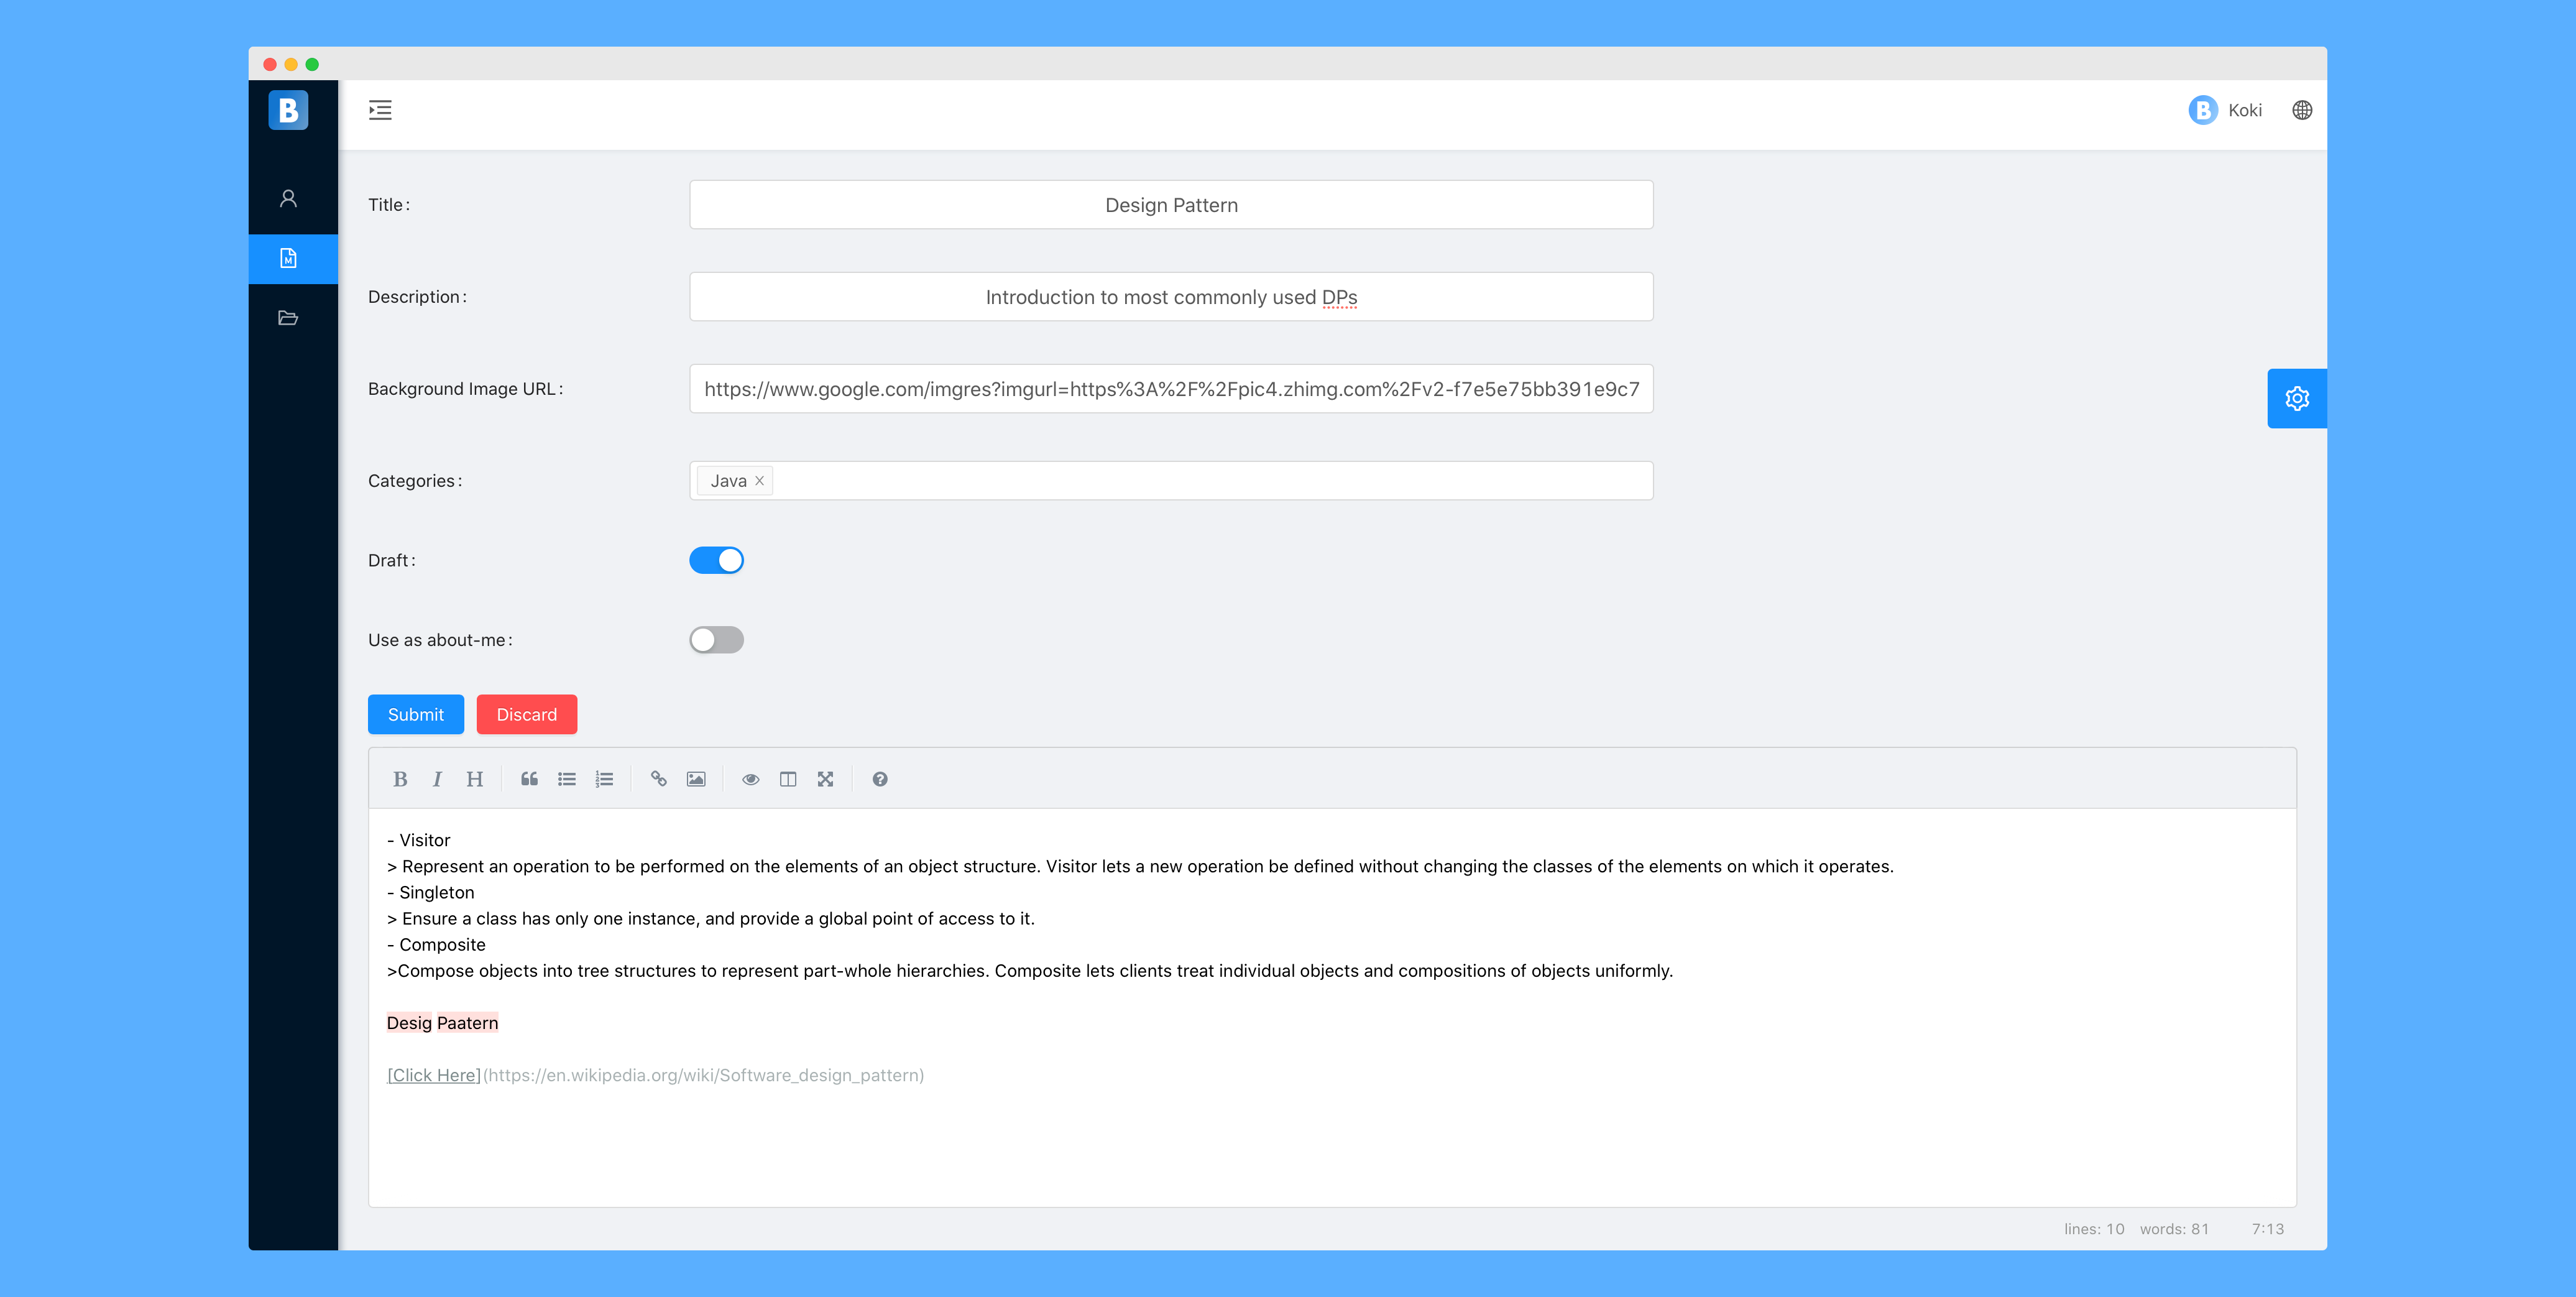 B
B Koki
Title:
Design Pattern
Description:
Introduction to most commonly used DPs
Background Image URL:
https://www.google.com/imgres?imgurl=https%3A%2F%2Fpic4.zhimg.com%2Fv2-f7e5e75bb391e9c7
Categories:
Java ×
Draft:
Use as about-me:
Submit Discard
B I H
- Visitor
> Represent an operation to be performed on the elements of an object structure. Visitor lets a new operation be defined without changing the classes of the elements on which it operates.
- Singleton
> Ensure a class has only one instance, and provide a global point of access to it.
- Composite
>Compose objects into tree structures to represent part-whole hierarchies. Composite lets clients treat individual objects and compositions of objects uniformly.
Desig Paatern
[Click Here](https://en.wikipedia.org/wiki/Software_design_pattern)
lines: 10 words: 81 7:13